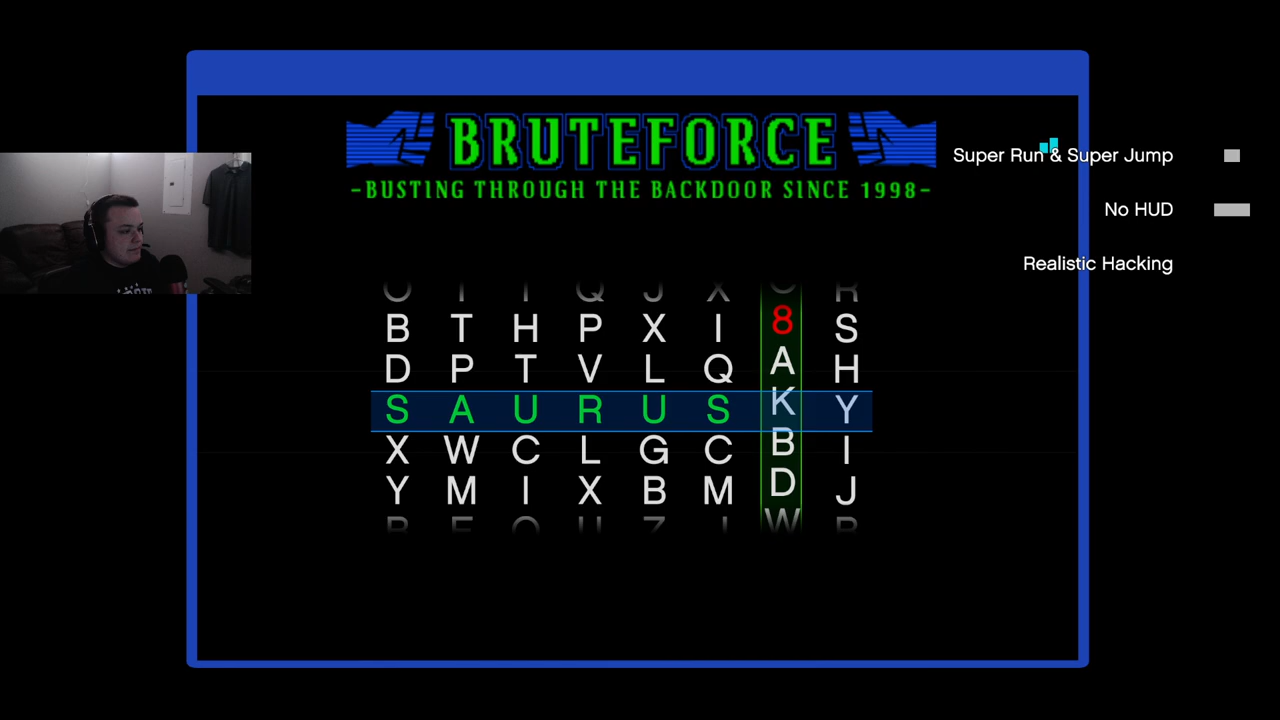 BRUTEFORCE
-BUSTING THROUGH THE BACKDOOR SINCE 1998-
Super Run & Super Jump
No HUD
Realistic Hacking
B T H P X I 8 S
D P T V L Q A H
S A U R U S K Y
X W C L G C B I
Y M I X B M D J